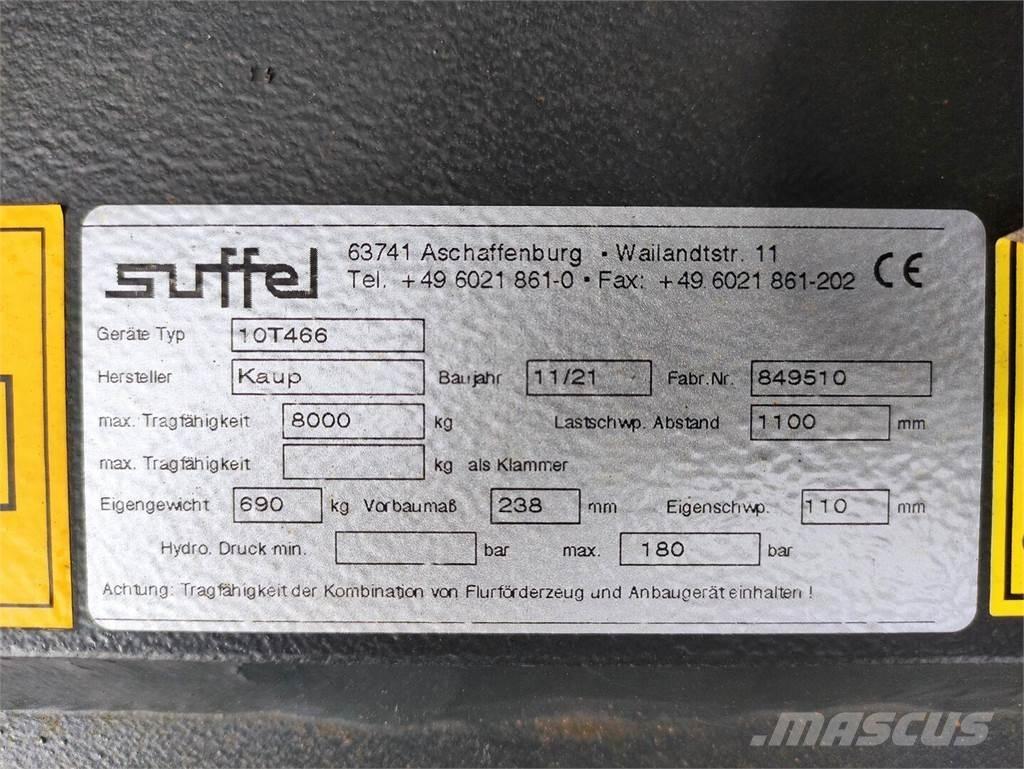 suffel 63741 Aschaffenburg • Wailandtstr. 11
Tel. +49 6021 861-0 • Fax: +49 6021 861-202 CE
Geräte Typ 10T466
Hersteller Kaup Baujahr 11/21 Fabr.Nr. 849510
max. Tragfähigkeit 8000 kg Lastschwp. Abstand 1100 mm
max. Tragfähigkeit kg als Klammer
Eigengewicht 690 kg Vorbaumaß 238 mm Eigenschwp. 110 mm
Hydro. Druck min. bar max. 180 bar
Achtung: Tragfähigkeit der Kombination von Flurförderzeug und Anbaugerät einhalten !
MASCUS